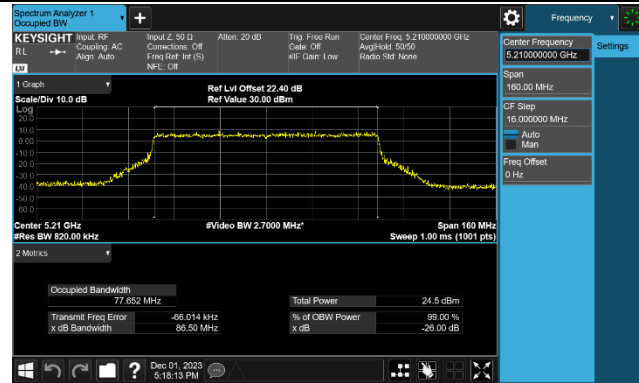 Spectrum Analyzer 1
Occupied BW
+
Frequency
KEYSIGHT
RL
LXI
Input: RF
Coupling: AC
Align: Auto
Input Z: 50 Ω
Corrections: Off
Freq Ref: Int (S)
NFE: Off
Atten: 20 dB
Trig: Free Run
Gate: Off
#IF Gain: Low
Center Freq: 5.210000000 GHz
Avg|Hold: 50/50
Radio Std: None
Center Frequency
5.210000000 GHz
Settings
Span
160.00 MHz
CF Step
16.000000 MHz
Auto
Man
Freq Offset
0 Hz
1 Graph
Scale/Div 10.0 dB
Ref Lvl Offset 22.40 dB
Ref Value 30.00 dBm
Log
20.0
10.0
0.00
-10.0
-20.0
-30.0
-40.0
-50.0
-60.0
Center 5.21 GHz
#Video BW 2.7000 MHz*
Span 160 MHz
#Res BW 820.00 kHz
Sweep 1.00 ms (1001 pts)
2 Metrics
Occupied Bandwidth
77.652 MHz
Total Power 24.5 dBm
Transmit Freq Error -66.014 kHz
% of OBW Power 99.00 %
x dB Bandwidth 86.50 MHz
x dB -26.00 dB
?
Dec 01, 2023
5:18:13 PM